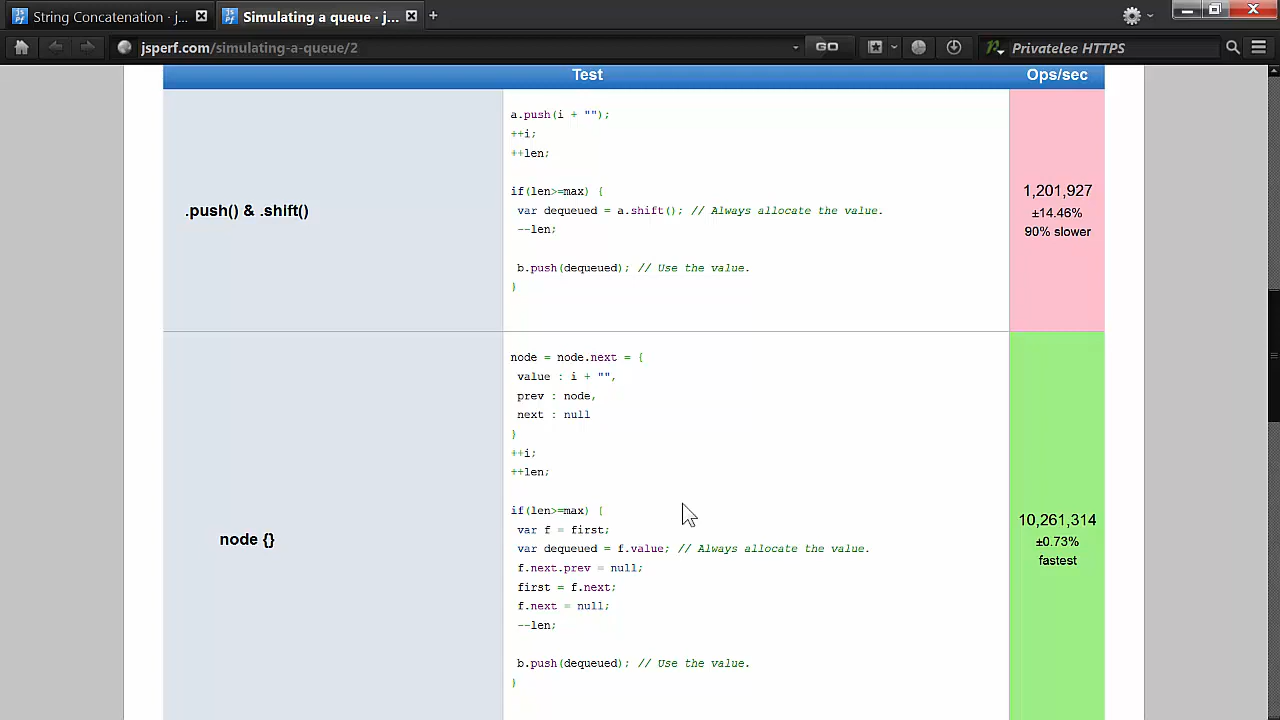 String Concatenation · j...
Simulating a queue · j...
jsperf.com/simulating-a-queue/2
GO
Privatelee HTTPS
Test
Ops/sec
.push() & .shift()
a.push(i + "");
++i;
++len;
if(len>=max) {
var dequeued = a.shift(); // Always allocate the value.
--len;
b.push(dequeued); // Use the value.
}
1,201,927
±14.46%
90% slower
node {}
node = node.next = {
value : i + "",
prev : node,
next : null
}
++i;
++len;
if(len>=max) {
var f = first;
var dequeued = f.value; // Always allocate the value.
f.next.prev = null;
first = f.next;
f.next = null;
--len;
b.push(dequeued); // Use the value.
}
10,261,314
±0.73%
fastest